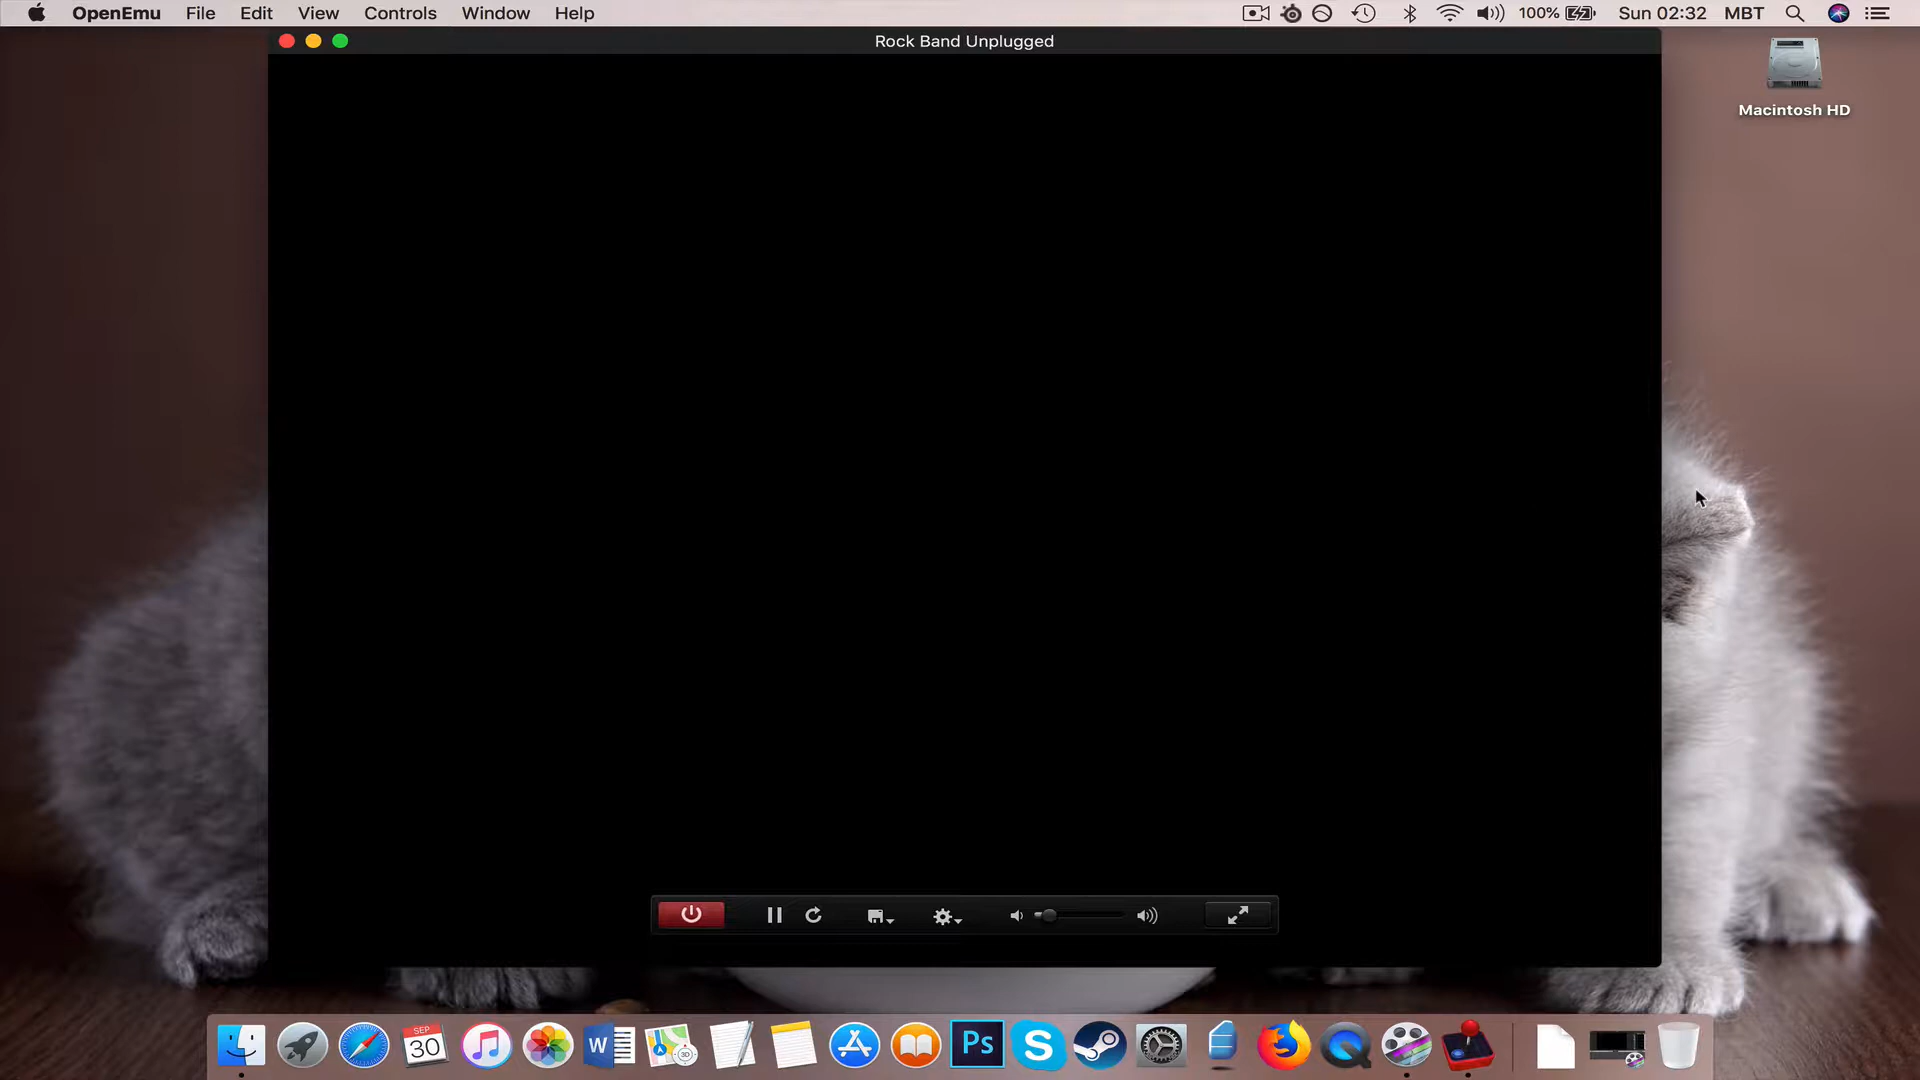 OpenEmu File Edit View Controls Window Help 100% Sun 02:32 MBT
Rock Band Unplugged
Macintosh HD
SEP
30
W
3D
Ps
S